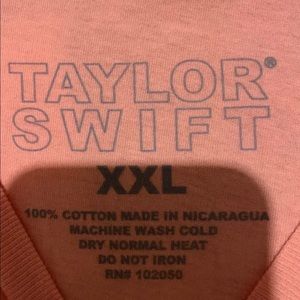 TAYLOR®
SWIFT
XXL
100% COTTON MADE IN NICARAGUA
MACHINE WASH COLD
DRY NORMAL HEAT
DO NOT IRON
RN# 102050